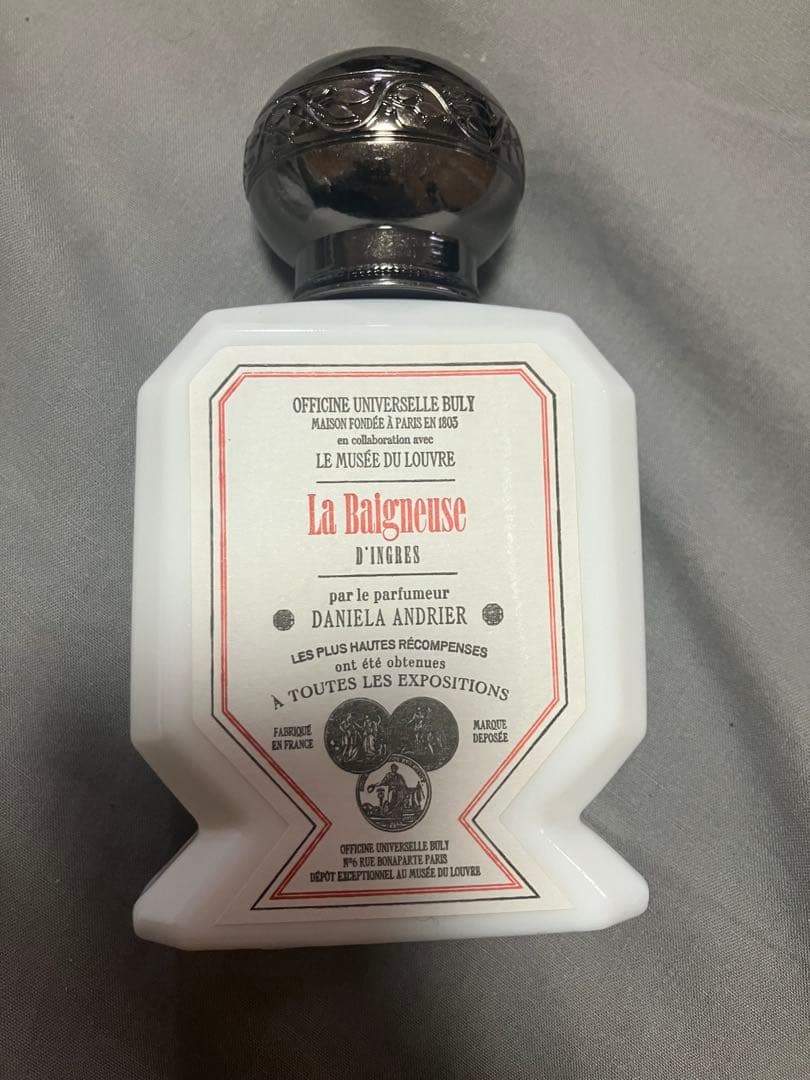 OFFICINE UNIVERSELLE BULY
MAISON FONDÉE À PARIS EN 1803
en collaboration avec
LE MUSÉE DU LOUVRE
La Baigneuse
D'INGRES
par le parfumeur
DANIELA ANDRIER
LES PLUS HAUTES RÉCOMPENSES
ont été obtenues
À TOUTES LES EXPOSITIONS
FABRIQUÉ
EN FRANCE
MARQUE
DEPOSÉE
OFFICINE UNIVERSELLE BULY
Nº6 RUE BONAPARTE PARIS
DÉPÔT EXCEPTIONNEL AU MUSÉE DU LOUVRE